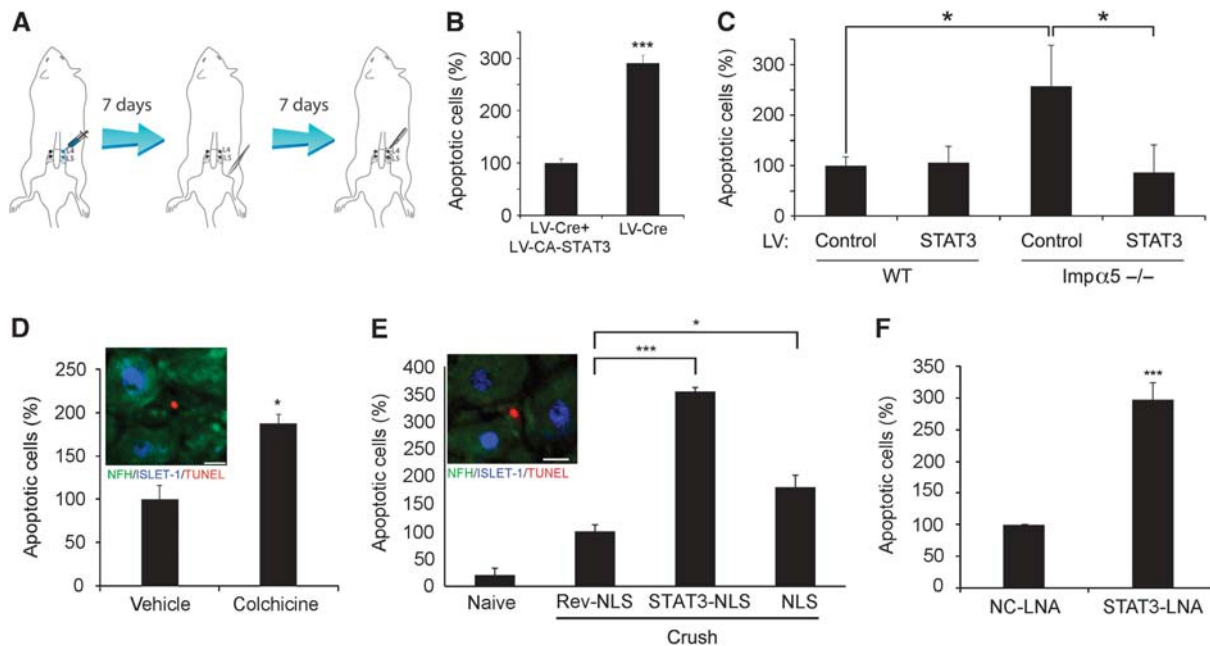 A
7 days
7 days
L4
L5
L4
L5
L4
L5
B
Apoptotic cells (%)
300
200
100
0
***
LV-Cre+
LV-CA-STAT3
LV-Cre
C
Apoptotic cells (%)
300
250
200
150
100
50
0
*
*
LV: Control STAT3 Control STAT3
WT Impα5 –/–
D
Apoptotic cells (%)
250
200
150
100
50
0
*
NFH/ISLET-1/TUNEL
Vehicle Colchicine
E
Apoptotic cells (%)
400
350
300
250
200
150
100
50
0
*
***
NFH/ISLET-1/TUNEL
Naive Rev-NLS STAT3-NLS NLS
Crush
F
Apoptotic cells (%)
350
300
250
200
150
100
50
0
***
NC-LNA STAT3-LNA